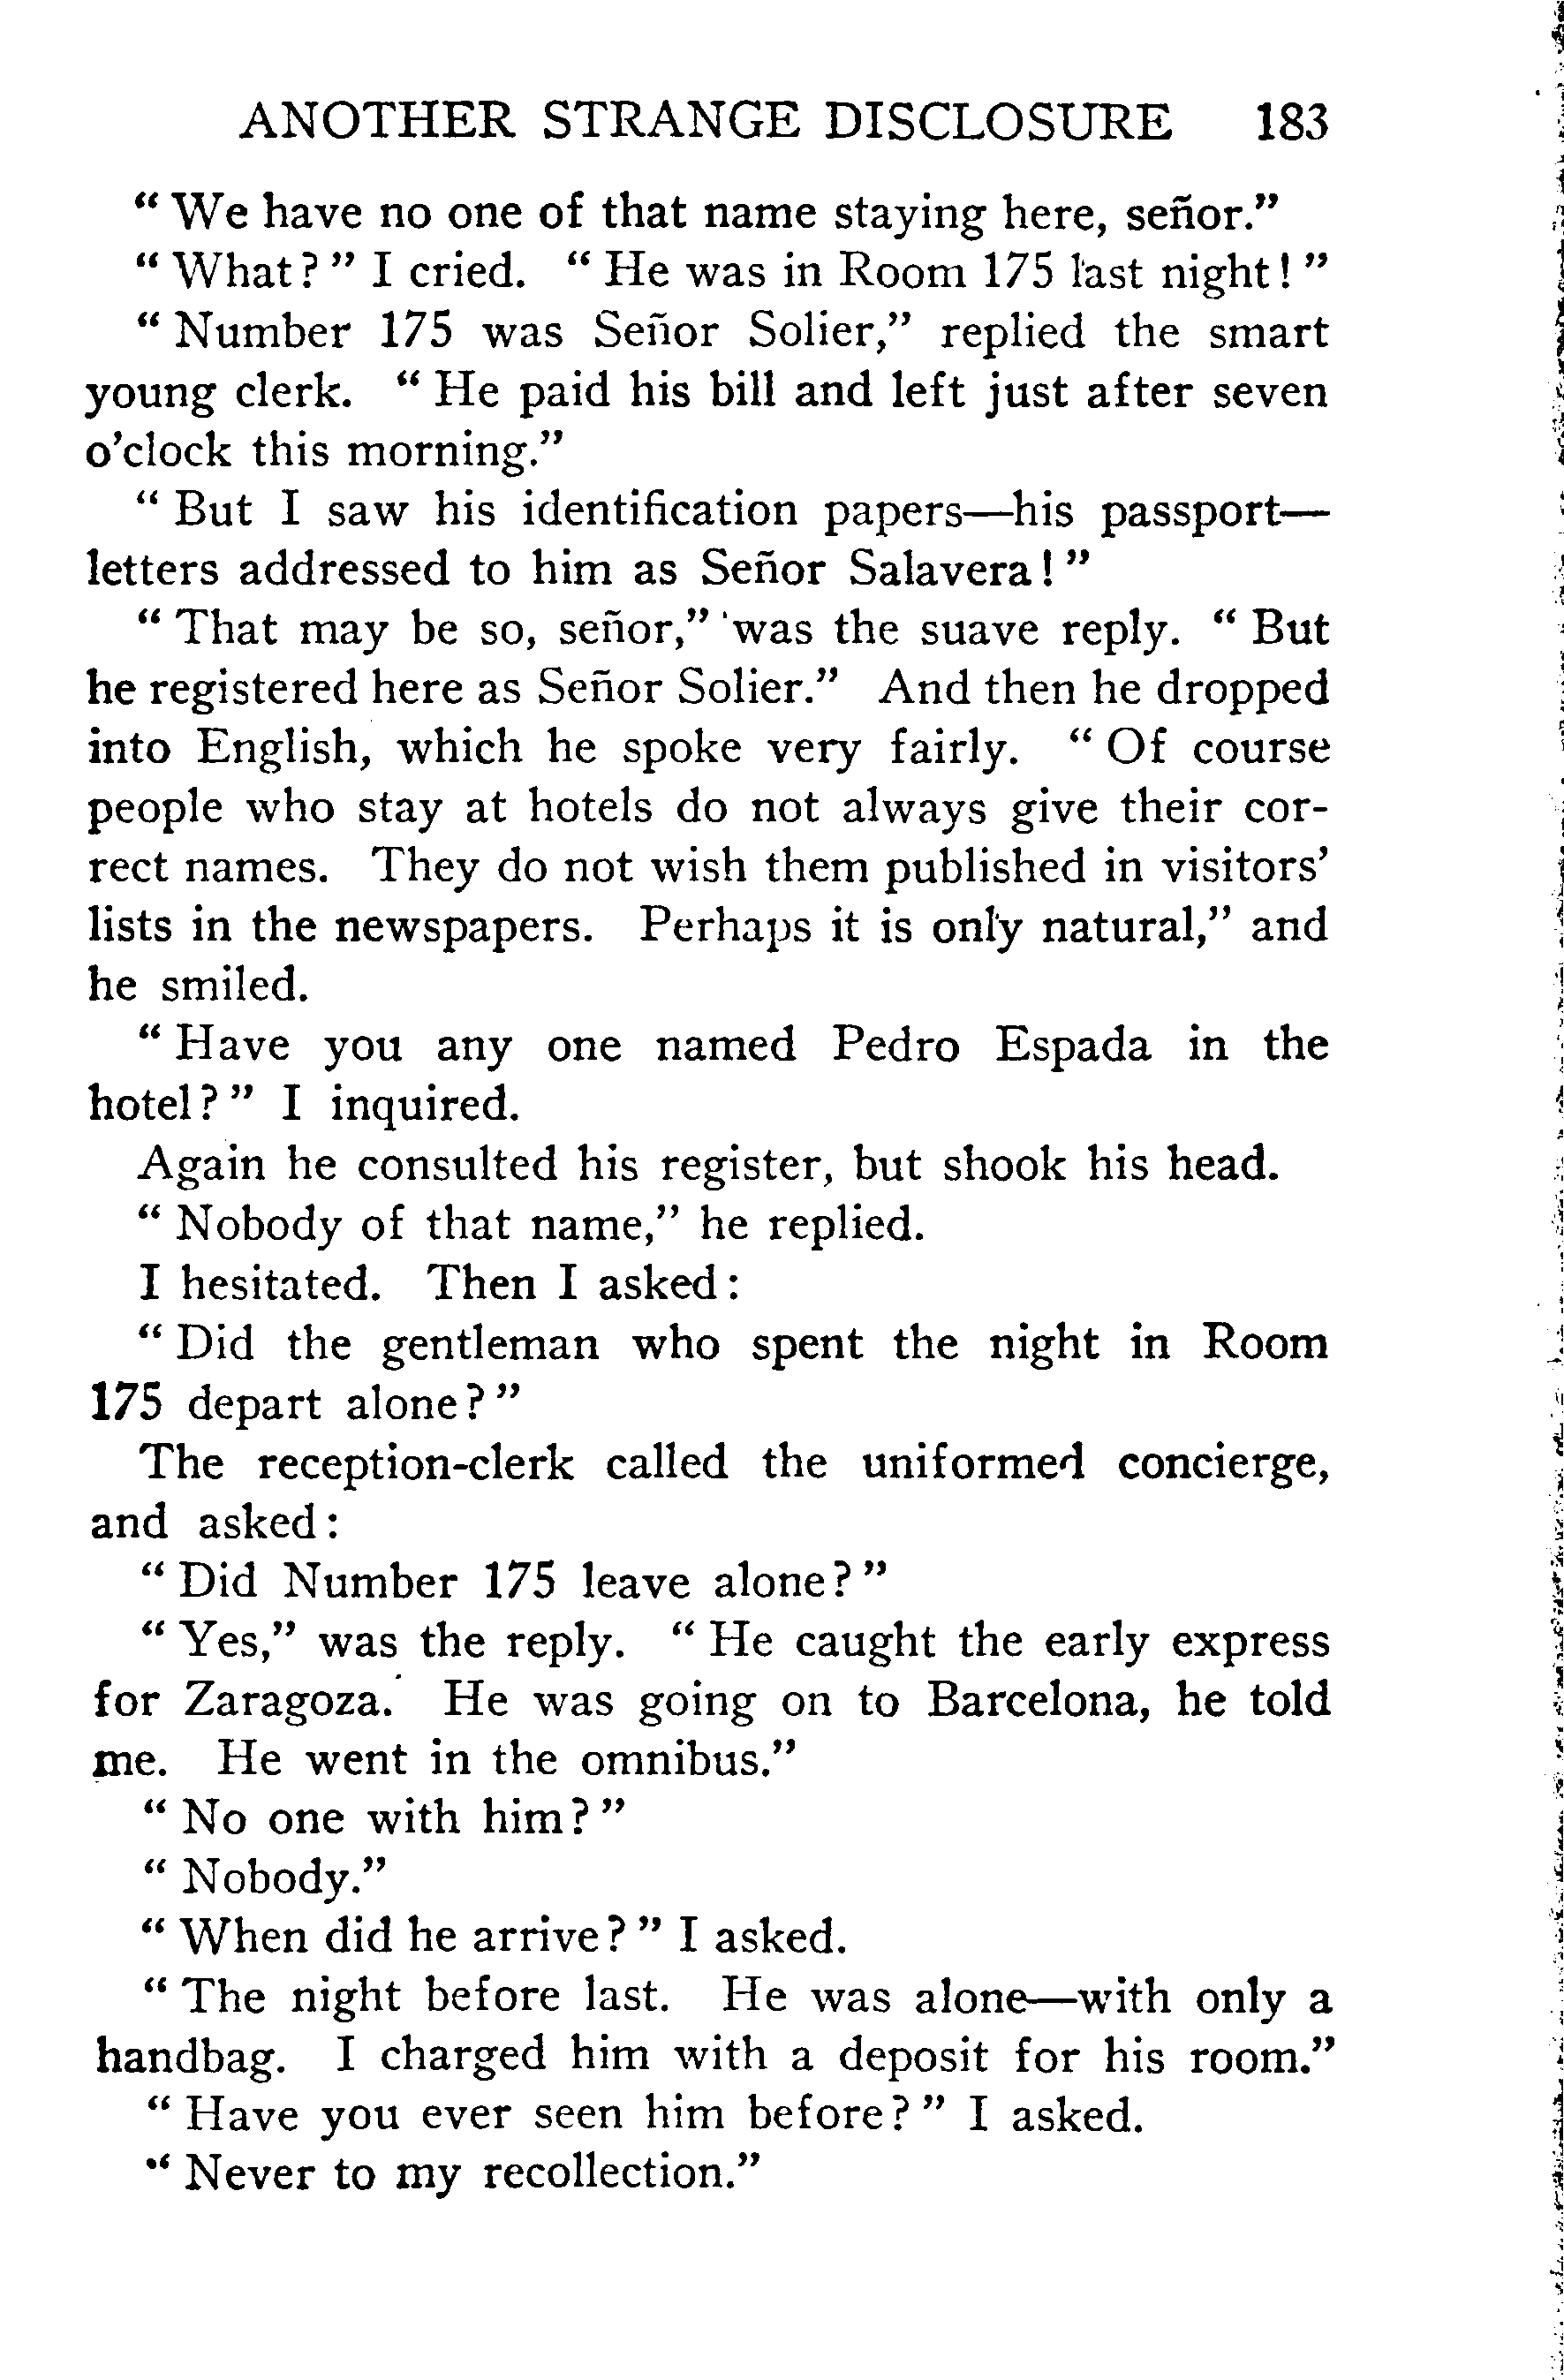 ANOTHER STRANGE DISCLOSURE 183
“ We have no one of that name staying here, señor.”
“ What? ” I cried. “ He was in Room 175 last night! ”
“ Number 175 was Señor Solier,” replied the smart
young clerk. “ He paid his bill and left just after seven
o’clock this morning.”
“ But I saw his identification papers—his passport—
letters addressed to him as Señor Salavera! ”
“ That may be so, señor,” was the suave reply. “ But
he registered here as Señor Solier.” And then he dropped
into English, which he spoke very fairly. “ Of course
people who stay at hotels do not always give their cor-
rect names. They do not wish them published in visitors’
lists in the newspapers. Perhaps it is only natural,” and
he smiled.
“ Have you any one named Pedro Espada in the
hotel? ” I inquired.
Again he consulted his register, but shook his head.
“ Nobody of that name,” he replied.
I hesitated. Then I asked:
“ Did the gentleman who spent the night in Room
175 depart alone? ”
The reception-clerk called the uniformed concierge,
and asked:
“ Did Number 175 leave alone? ”
“ Yes,” was the reply. “ He caught the early express
for Zaragoza. He was going on to Barcelona, he told
me. He went in the omnibus.”
“ No one with him? ”
“ Nobody.”
“ When did he arrive? ” I asked.
“ The night before last. He was alone—with only a
handbag. I charged him with a deposit for his room.”
“ Have you ever seen him before? ” I asked.
“ Never to my recollection.”